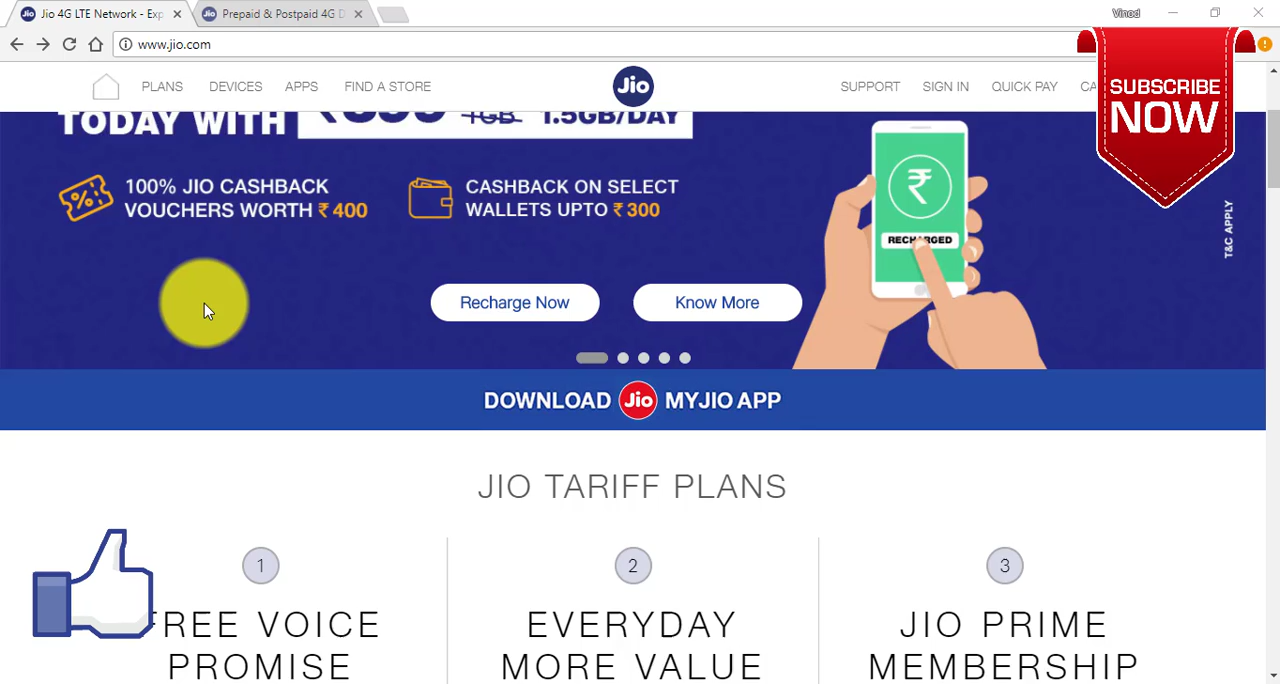 Jio 4G LTE Network - Exp
Prepaid & Postpaid 4G D
Vinod
www.jio.com
PLANS DEVICES APPS FIND A STORE Jio SUPPORT SIGN IN QUICK PAY CA
SUBSCRIBE
NOW
TODAY WITH 1GB 1.5GB/DAY
100% JIO CASHBACK
VOUCHERS WORTH ₹ 400
CASHBACK ON SELECT
WALLETS UPTO ₹ 300
₹
RECHARGED
T&C APPLY
Recharge Now
Know More
DOWNLOAD Jio MYJIO APP
JIO TARIFF PLANS
1
FREE VOICE
PROMISE
2
EVERYDAY
MORE VALUE
3
JIO PRIME
MEMBERSHIP